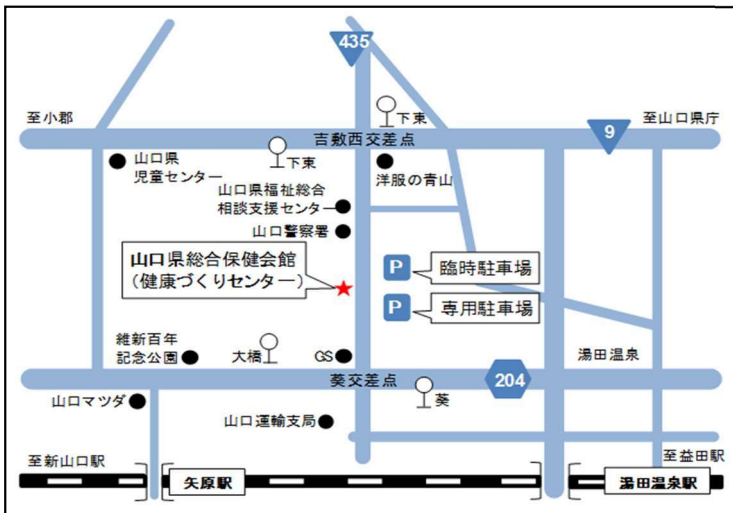 435
至小郡
下東
9
至山口県庁
吉敷西交差点
下東
山口県
児童センター
洋服の青山
山口県福祉総合
相談支援センター
山口警察署
山口県総合保健会館
(健康づくりセンター)
P
臨時駐車場
P
専用駐車場
維新百年
記念公園
大橋
GS
湯田温泉
葵交差点
204
山口マツダ
葵
山口運輸支局
至新山口駅
至益田駅
矢原駅
湯田温泉駅